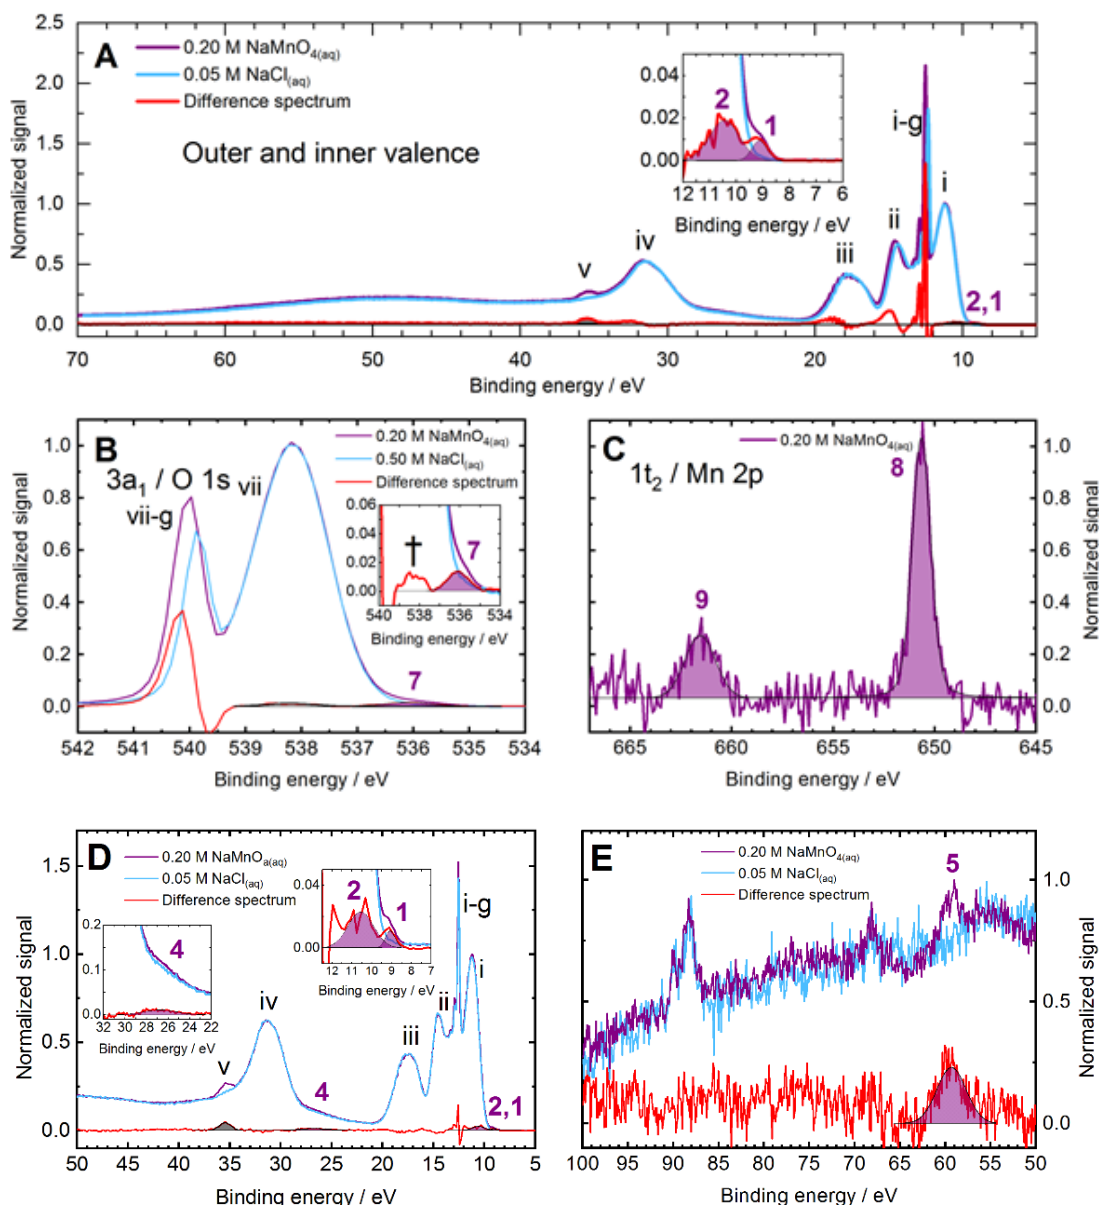 A
0.20 M NaMnO4(aq)
0.05 M NaCl(aq)
Difference spectrum
Outer and inner valence
Normalized signal
2.5
2.0
1.5
1.0
0.5
0.0
70 60 50 40 30 20 10
Binding energy / eV
v iv iii ii i-g i
2,1
0.04
0.02
0.00
2 1
12 11 10 9 8 7 6
Binding energy / eV
B
0.20 M NaMnO4(aq)
0.50 M NaCl(aq)
Difference spectrum
3a1 / O 1s
vii
vii-g
7
Normalized signal
1.0
0.8
0.6
0.4
0.2
0.0
542 541 540 539 538 537 536 535 534
Binding energy / eV
0.06
0.04
0.02
0.00
† 7
540 538 536 534
Binding energy / eV
C
0.20 M NaMnO4(aq)
1t2 / Mn 2p
8
9
1.0
0.8
0.6
0.4
0.2
0.0
Normalized signal
665 660 655 650 645
Binding energy / eV
D
0.20 M NaMnOa(aq)
0.05 M NaCl(aq)
Difference spectrum
Normalized signal
1.5
1.0
0.5
0.0
v iv 4 iii ii i-g i
2,1
50 45 40 35 30 25 20 15 10 5
Binding energy / eV
0.2
0.1
0.0
4
32 30 28 26 24 22
Binding energy / eV
0.04
0.00
2 1
12 11 10 9 8 7
Binding energy / eV
E
0.20 M NaMnO4(aq)
0.05 M NaCl(aq)
Difference spectrum
5
1.0
0.5
0.0
Normalized signal
100 95 90 85 80 75 70 65 60 55 50
Binding energy / eV